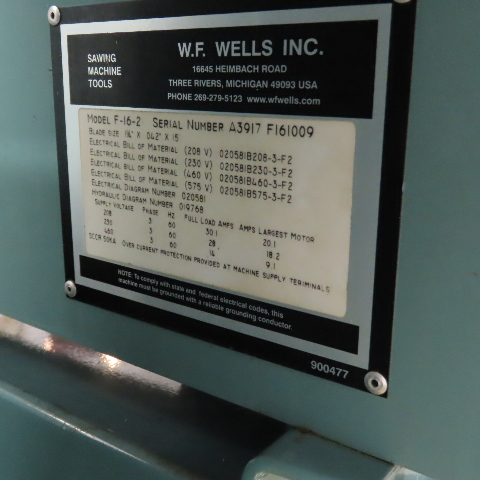 SAWING
MACHINE
TOOLS
W.F. WELLS INC.
16645 HEIMBACH ROAD
THREE RIVERS, MICHIGAN 49093 USA
PHONE 269-279-5123 www.wfwells.com
MODEL F-16-2 SERIAL NUMBER A3917 F161009
BLADE SIZE 1¼" X .042" X 15
ELECTRICAL BILL OF MATERIAL (208 V) 020581B208-3-F2
ELECTRICAL BILL OF MATERIAL (230 V) 020581B230-3-F2
ELECTRICAL BILL OF MATERIAL (460 V) 020581B460-3-F2
ELECTRICAL BILL OF MATERIAL (575 V) 020581B575-3-F2
ELECTRICAL DIAGRAM NUMBER 020581
HYDRAULIC DIAGRAM NUMBER 019768
SUPPLY VOLTAGE PHASE HZ FULL LOAD AMPS AMPS LARGEST MOTOR
208 3 60 30.1 20.1
230 3 60 28 18.2
460 3 60 14 9.1
SCCR 50KA OVER CURRENT PROTECTION PROVIDED AT MACHINE SUPPLY TERMINALS
NOTE: To comply with state and federal electrical codes, this
machine must be grounded with a reliable grounding conductor.
900477